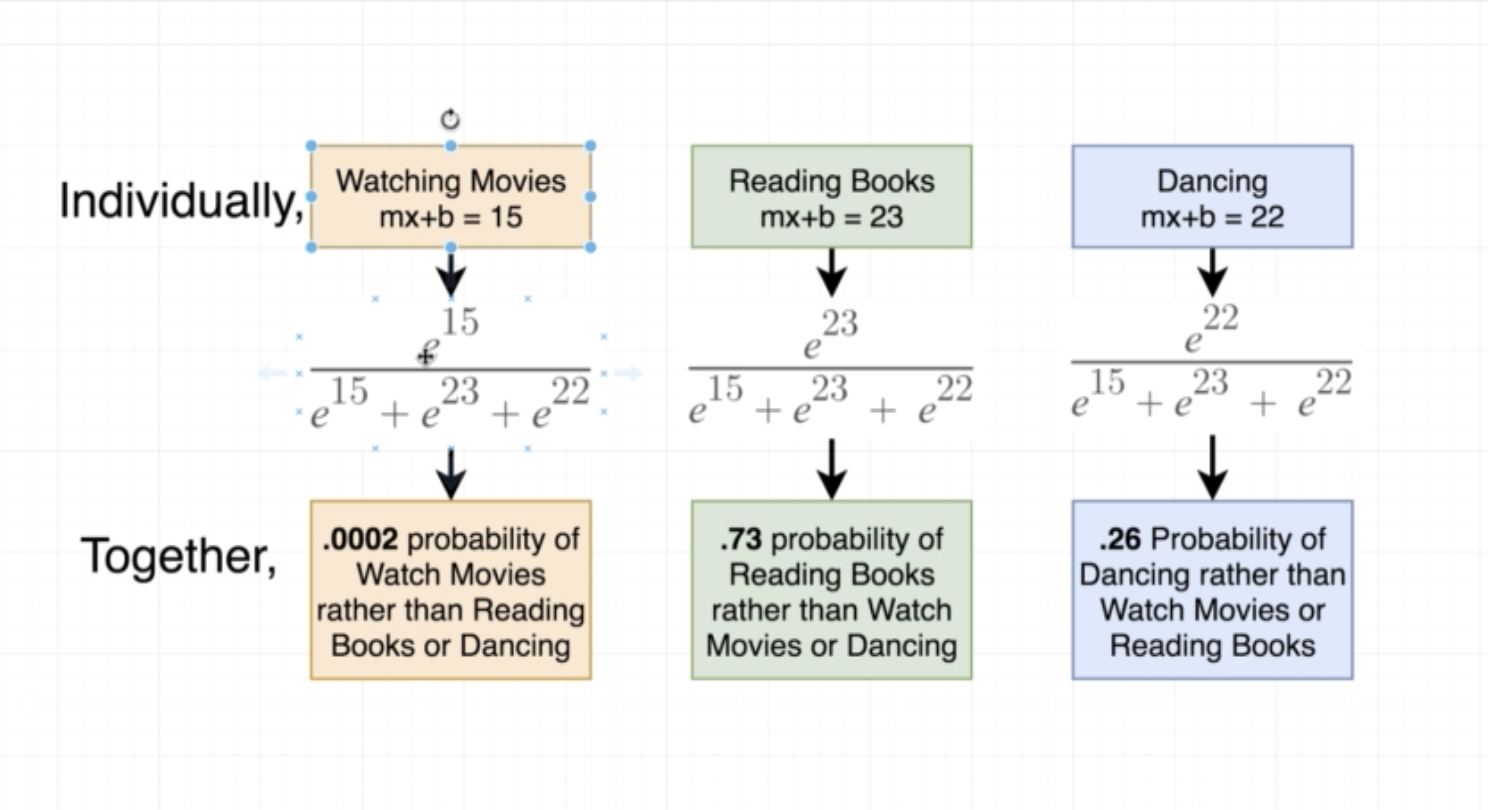 Individually,
Watching Movies
mx+b = 15
Reading Books
mx+b = 23
Dancing
mx+b = 22
e^15
e^15 + e^23 + e^22
e^23
e^15 + e^23 + e^22
e^22
e^15 + e^23 + e^22
Together,
.0002 probability of
Watch Movies
rather than Reading
Books or Dancing
.73 probability of
Reading Books
rather than Watch
Movies or Dancing
.26 Probability of
Dancing rather than
Watch Movies or
Reading Books